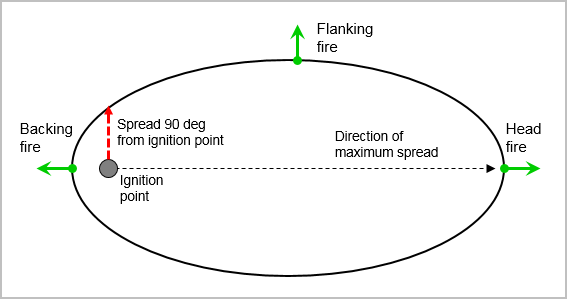 Flanking
fire
Backing
fire
Spread 90 deg
from ignition point
Direction of
maximum spread
Head
fire
Ignition
point